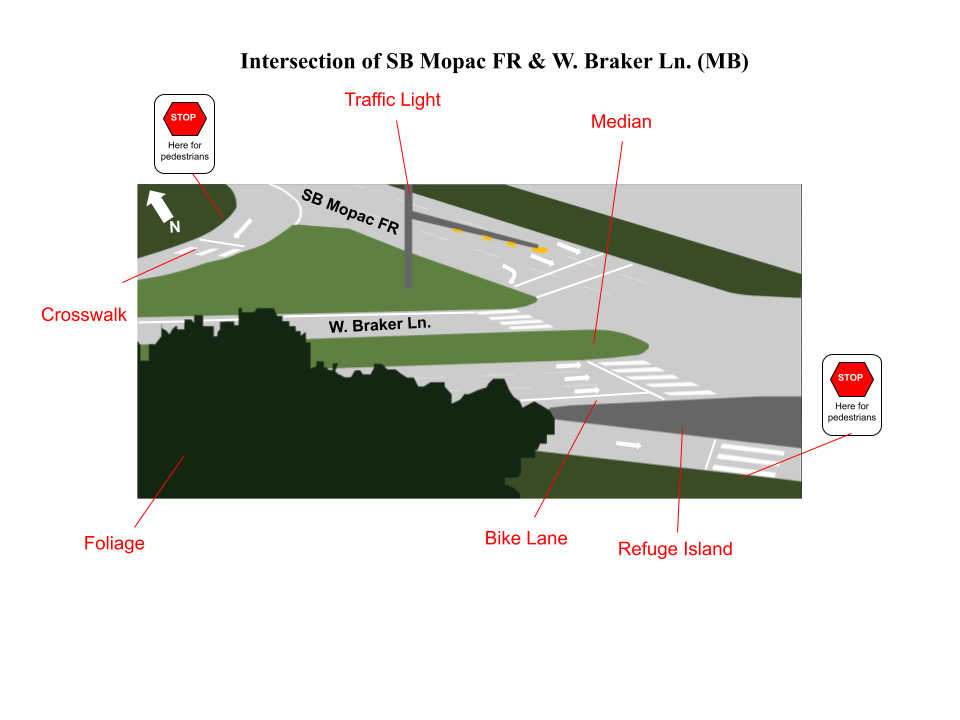 Intersection of SB Mopac FR & W. Braker Ln. (MB)
Traffic Light
Median
STOP
Here for
pedestrians
SB Mopac FR
N
Crosswalk
W. Braker Ln.
STOP
Here for
pedestrians
Foliage
Bike Lane
Refuge Island